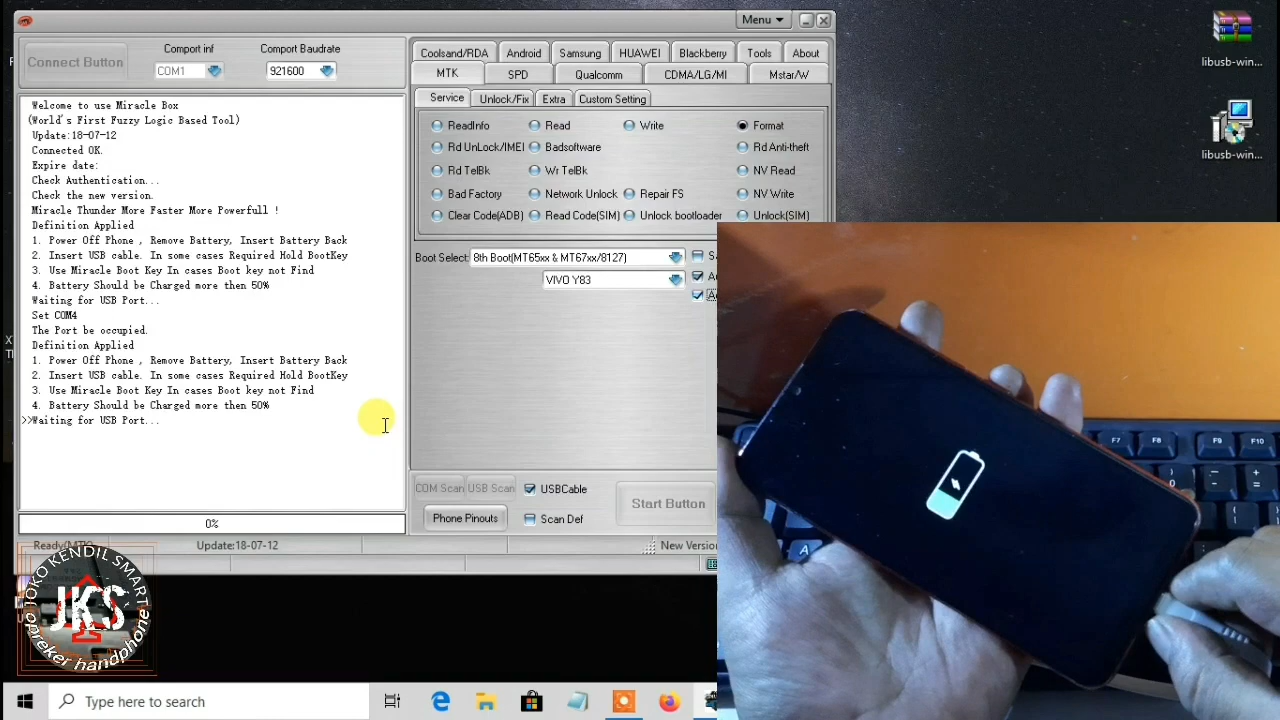 Menu
Connect Button
Comport inf
Comport Baudrate
COM1
921600
Coolsand/RDA
Android
Samsung
HUAWEI
Blackberry
Tools
About
MTK
SPD
Qualcomm
CDMA/LG/MI
Mstar/W
Service
Unlock/Fix
Extra
Custom Setting
ReadInfo
Read
Write
Format
Rd UnLock/IMEI
Badsoftware
Rd Anti-theft
Rd TelBk
Wr TelBk
NV Read
Bad Factory
Network Unlock
Repair FS
NV Write
Clear Code(ADB)
Read Code(SIM)
Unlock bootloader
Unlock(SIM)
Boot Select:
8th Boot(MT65xx & MT67xx/8127)
VIVO Y83
Welcome to use Miracle Box
(World's First Fuzzy Logic Based Tool)
Update:18-07-12
Connected OK.
Expire date:
Check Authentication...
Check the new version.
Miracle Thunder More Faster More Powerfull !
Definition Applied
1. Power Off Phone , Remove Battery, Insert Battery Back
2. Insert USB cable. In some cases Required Hold BootKey
3. Use Miracle Boot Key In cases Boot key not Find
4. Battery Should be Charged more then 50%
Waiting for USB Port...
Set COM4
The Port be occupied.
Definition Applied
1. Power Off Phone , Remove Battery, Insert Battery Back
2. Insert USB cable. In some cases Required Hold BootKey
3. Use Miracle Boot Key In cases Boot key not Find
4. Battery Should be Charged more then 50%
>>Waiting for USB Port...
0%
COM Scan
USB Scan
USBCable
Phone Pinouts
Scan Def
Start Button
Update:18-07-12
New Versio
libusb-win...
libusb-win...
JOKO KENDIL SMART
JKS
F7
F8
F9
F10
A
Type here to search